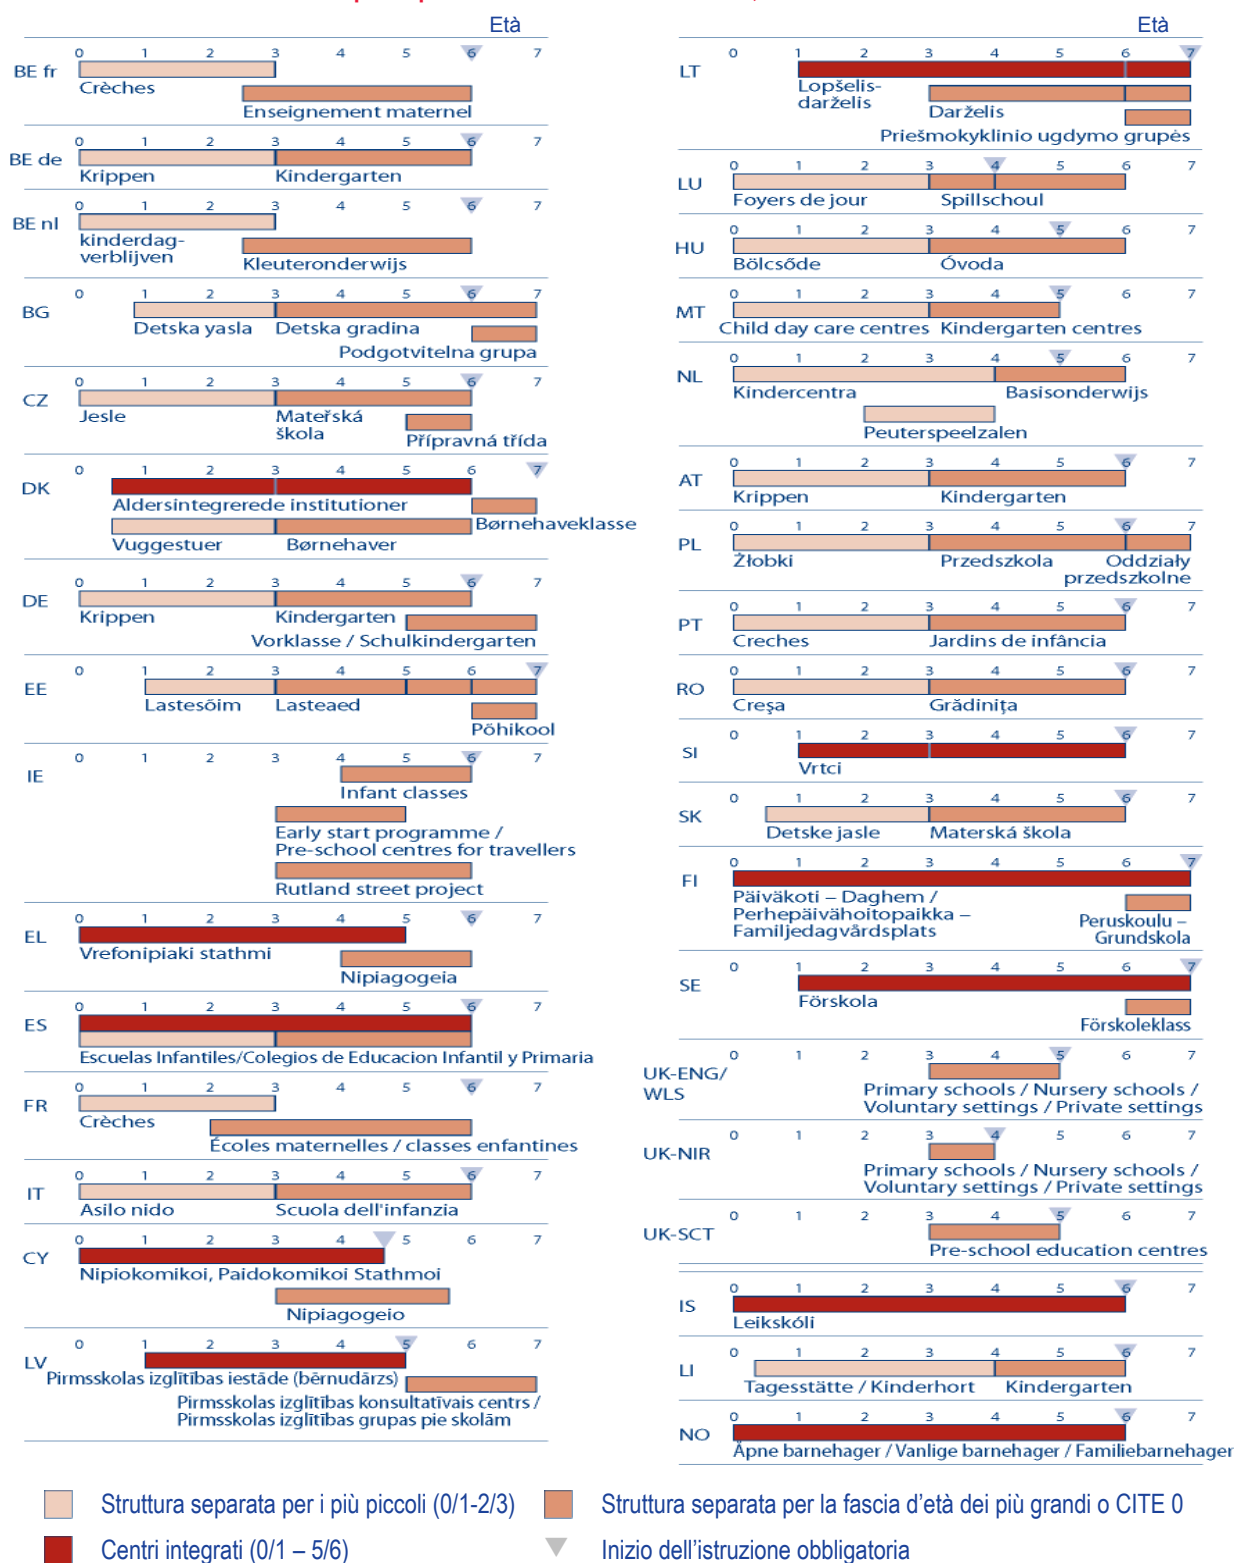 Età
0 1 2 3 4 5 6 7
BE fr
Crèches
Enseignement maternel
0 1 2 3 4 5 6 7
BE de
Krippen Kindergarten
0 1 2 3 4 5 6 7
BE nl
kinderdag-
verblijven
Kleuteronderwijs
0 1 2 3 4 5 6 7
BG
Detska yasla Detska gradina
Podgotvitelna grupa
0 1 2 3 4 5 6 7
CZ
Jesle Mateřská
škola
Přípravná třída
0 1 2 3 4 5 6 7
DK
Aldersintegrerede institutioner
Børnehaveklasse
Vuggestuer Børnehaver
0 1 2 3 4 5 6 7
DE
Krippen Kindergarten
Vorklasse / Schulkindergarten
0 1 2 3 4 5 6 7
EE
Lastesõim Lasteaed
Põhikool
0 1 2 3 4 5 6 7
IE
Infant classes
Early start programme /
Pre-school centres for travellers
Rutland street project
0 1 2 3 4 5 6 7
EL
Vrefonipiaki stathmi
Nipiagogeia
0 1 2 3 4 5 6 7
ES
Escuelas Infantiles/Colegios de Educacion Infantil y Primaria
0 1 2 3 4 5 6 7
FR
Crèches
Écoles maternelles / classes enfantines
0 1 2 3 4 5 6 7
IT
Asilo nido Scuola dell'infanzia
0 1 2 3 4 5 6 7
CY
Nipiokomikoi, Paidokomikoi Stathmoi
Nipiagogeio
0 1 2 3 4 5 6 7
LV
Pirmsskolas izglītības iestāde (bērnudārzs)
Pirmsskolas izglītības konsultatīvais centrs /
Pirmsskolas izglītības grupas pie skolām
Età
0 1 2 3 4 5 6 7
LT
Lopšelis-
darželis
Darželis
Priešmokyklinio ugdymo grupės
0 1 2 3 4 5 6 7
LU
Foyers de jour Spillschoul
0 1 2 3 4 5 6 7
HU
Bölcsőde Óvoda
0 1 2 3 4 5 6 7
MT
Child day care centres Kindergarten centres
0 1 2 3 4 5 6 7
NL
Kindercentra Basisonderwijs
Peuterspeelzalen
0 1 2 3 4 5 6 7
AT
Krippen Kindergarten
0 1 2 3 4 5 6 7
PL
Żłobki Przedszkola Oddziały
przedszkolne
0 1 2 3 4 5 6 7
PT
Creches Jardins de infância
0 1 2 3 4 5 6 7
RO
Creşa Grădiniţa
0 1 2 3 4 5 6 7
SI
Vrtci
0 1 2 3 4 5 6 7
SK
Detske jasle Materská škola
0 1 2 3 4 5 6 7
FI
Päiväkoti – Daghem /
Perhepäivähoitopaikka –
Familjedagvårdsplats
Peruskoulu –
Grundskola
0 1 2 3 4 5 6 7
SE
Förskola
Förskoleklass
0 1 2 3 4 5 6 7
UK-ENG/
WLS
Primary schools / Nursery schools /
Voluntary settings / Private settings
0 1 2 3 4 5 6 7
UK-NIR
Primary schools / Nursery schools /
Voluntary settings / Private settings
0 1 2 3 4 5 6 7
UK-SCT
Pre-school education centres
0 1 2 3 4 5 6 7
IS
Leikskóli
0 1 2 3 4 5 6 7
LI
Tagesstätte / Kinderhort Kindergarten
0 1 2 3 4 5 6 7
NO
Åpne barnehager / Vanlige barnehager / Familiebarnehager
Struttura separata per i più piccoli (0/1-2/3)
Struttura separata per la fascia d'età dei più grandi o CITE 0
Centri integrati (0/1 – 5/6)
Inizio dell'istruzione obbligatoria